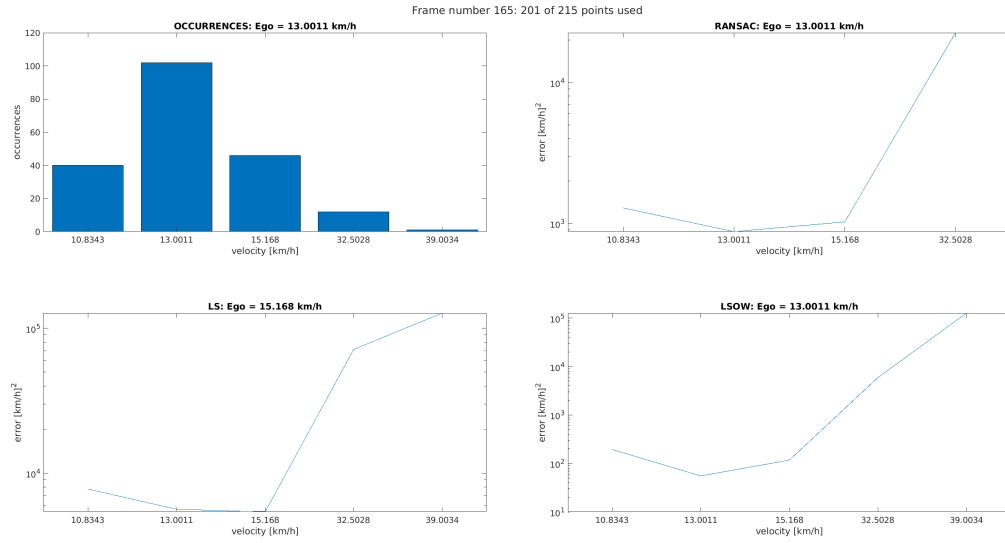 Frame number 165: 201 of 215 points used
OCCURRENCES: Ego = 13.0011 km/h
120
100
80
60
40
20
0
occurrences
10.8343 13.0011 15.168 32.5028 39.0034
velocity [km/h]
RANSAC: Ego = 13.0011 km/h
10^4
10^3
error [km/h]^2
10.8343 13.0011 15.168 32.5028
velocity [km/h]
LS: Ego = 15.168 km/h
10^5
10^4
error [km/h]^2
10.8343 13.0011 15.168 32.5028 39.0034
velocity [km/h]
LSOW: Ego = 13.0011 km/h
10^5
10^4
10^3
10^2
10^1
error [km/h]^2
10.8343 13.0011 15.168 32.5028 39.0034
velocity [km/h]